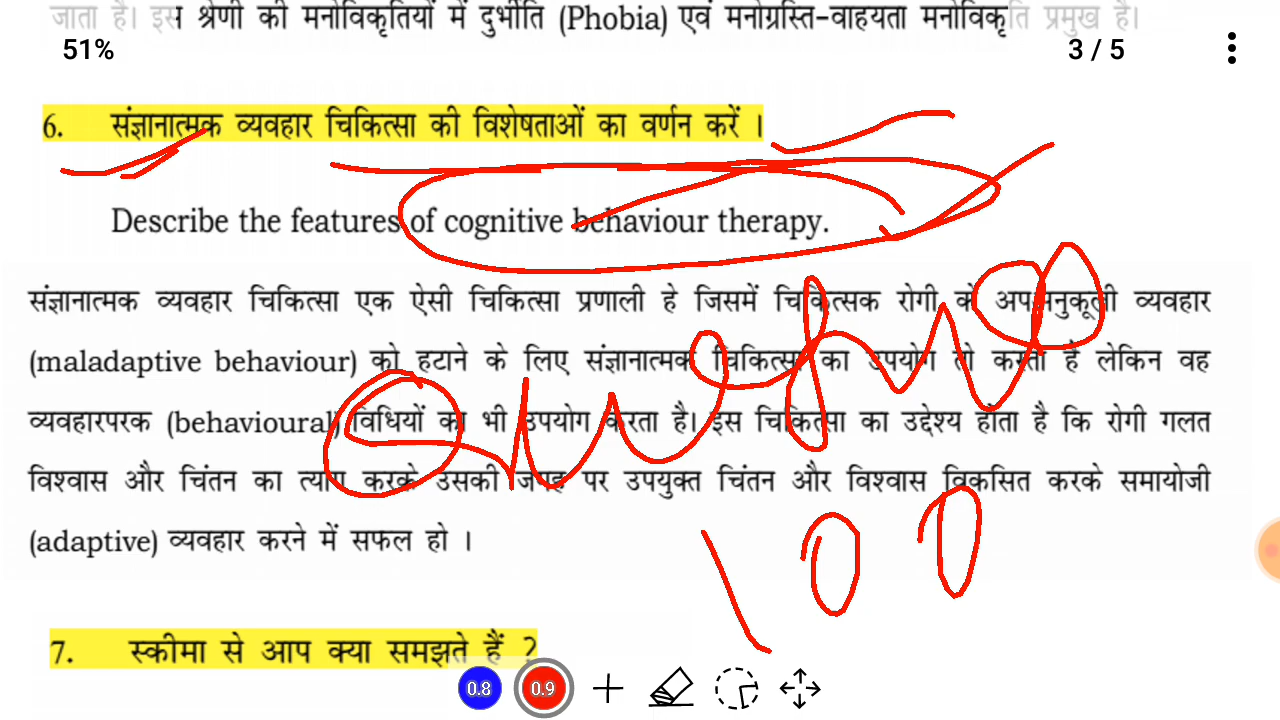 जाता है। इस श्रेणी की मनोविकृतियों में दुर्भीति (Phobia) एवं मनोग्रस्ति-वाहयता मनोविकृति प्रमुख है।
51%
3 / 5
6. संज्ञानात्मक व्यवहार चिकित्सा की विशेषताओं का वर्णन करें ।
Describe the features of cognitive behaviour therapy.
संज्ञानात्मक व्यवहार चिकित्सा एक ऐसी चिकित्सा प्रणाली हे जिसमें चिकित्सक रोगी के अपसमनुकूली व्यवहार
(maladaptive behaviour) को हटाने के लिए संज्ञानात्मक चिकित्सा का उपयोग तो करता है लेकिन वह
व्यवहारपरक (behavioural) विधियों का भी उपयोग करता है। इस चिकित्सा का उद्देश्य होता है कि रोगी गलत
विश्वास और चिंतन का त्याग करके उसकी जगह पर उपयुक्त चिंतन और विश्वास विकसित करके समायोजी
(adaptive) व्यवहार करने में सफल हो ।
100
7. स्कीमा से आप क्या समझते हैं ?
0.8 0.9